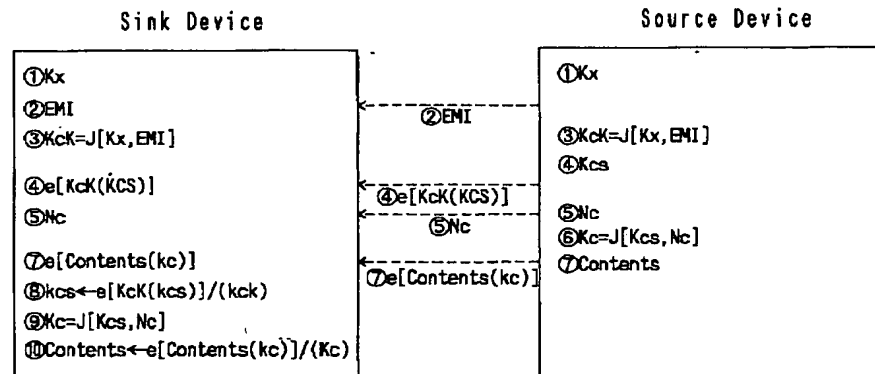 Sink Device
Source Device
①Kx
②EMI
③KcK=J[Kx,EMI]
④e[KcK(KCS)]
⑤Nc
⑦e[Contents(kc)]
⑧kcs←e[KcK(kcs)]/(kck)
⑨Kc=J[Kcs,Nc]
⑩Contents←e[Contents(kc)]/(Kc)
②EMI
④e[KcK(KCS)]
⑤Nc
⑦e[Contents(kc)]
①Kx
③KcK=J[Kx,EMI]
④Kcs
⑤Nc
⑥Kc=J[Kcs,Nc]
⑦Contents